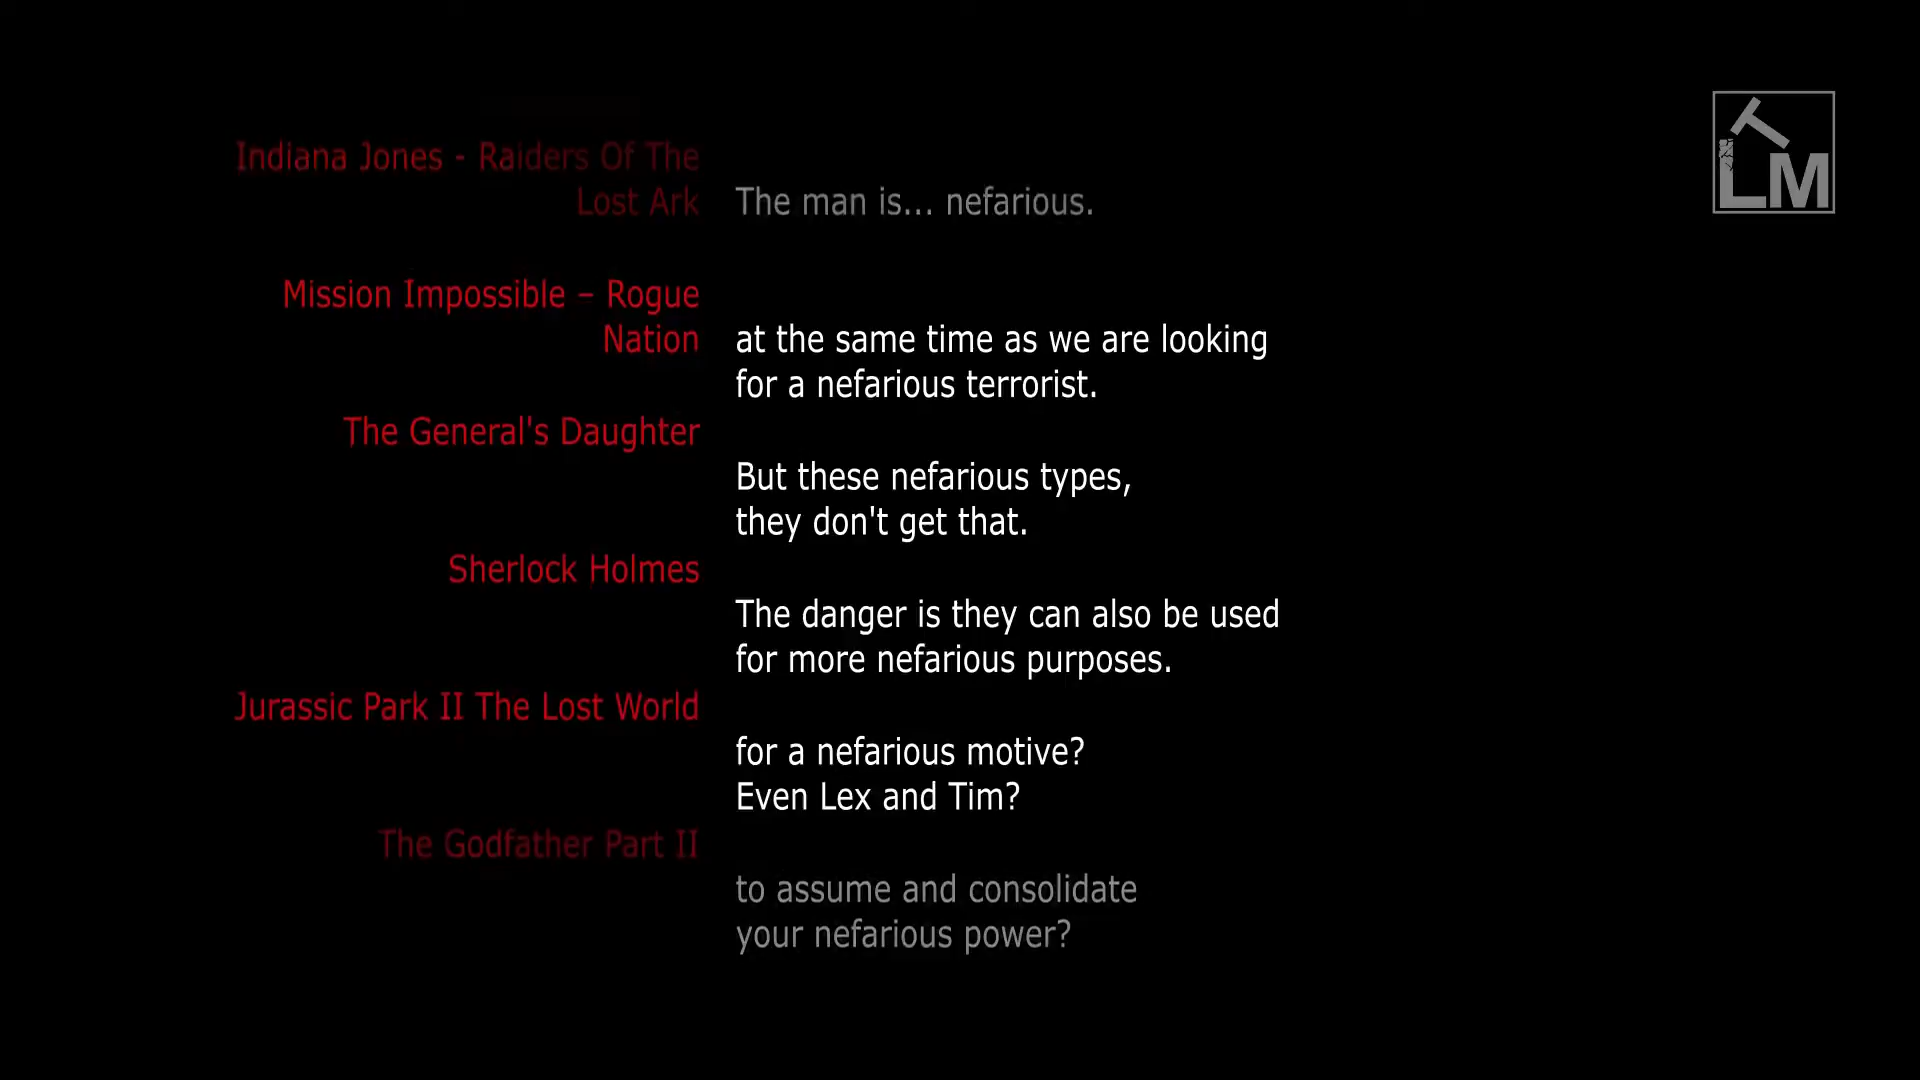 Indiana Jones - Raiders Of The
Lost Ark
The man is... nefarious.
Mission Impossible – Rogue
Nation
at the same time as we are looking
for a nefarious terrorist.
The General's Daughter
But these nefarious types,
they don't get that.
Sherlock Holmes
The danger is they can also be used
for more nefarious purposes.
Jurassic Park II The Lost World
for a nefarious motive?
Even Lex and Tim?
The Godfather Part II
to assume and consolidate
your nefarious power?
TLM